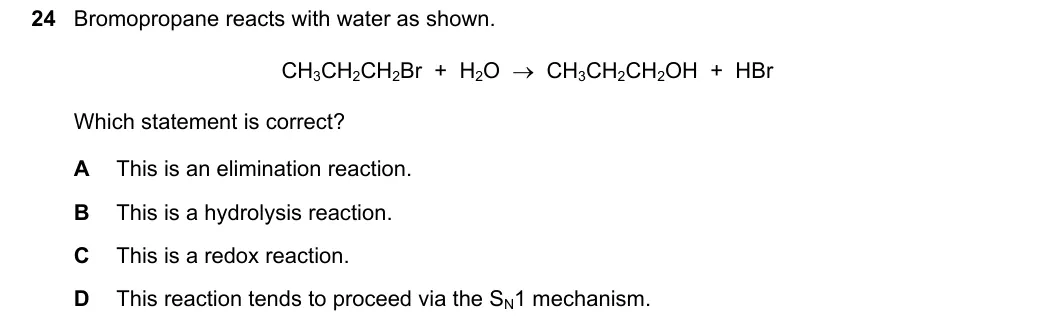 24 Bromopropane reacts with water as shown.
CH₃CH₂CH₂Br + H₂O → CH₃CH₂CH₂OH + HBr
Which statement is correct?
A This is an elimination reaction.
B This is a hydrolysis reaction.
C This is a redox reaction.
D This reaction tends to proceed via the S_N1 mechanism.